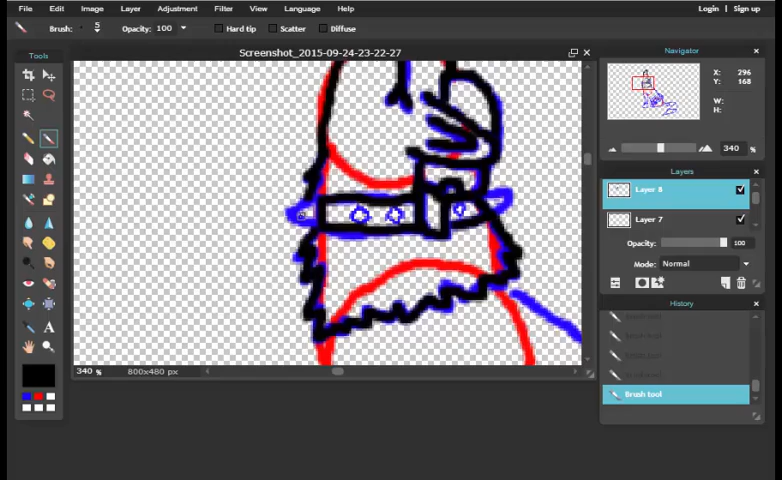 File Edit Image Layer Adjustment Filter View Language Help Login | Sign up
Brush: 5 Opacity: 100 Hard tip Scatter Diffuse
Tools
A
Screenshot_2015-09-24-23-22-27
340 % 800x480 px
Navigator
X: 296
Y: 168
W:
H:
340 %
Layers
Layer 8
Layer 7
Opacity: 100
Mode: Normal
History
Brush tool